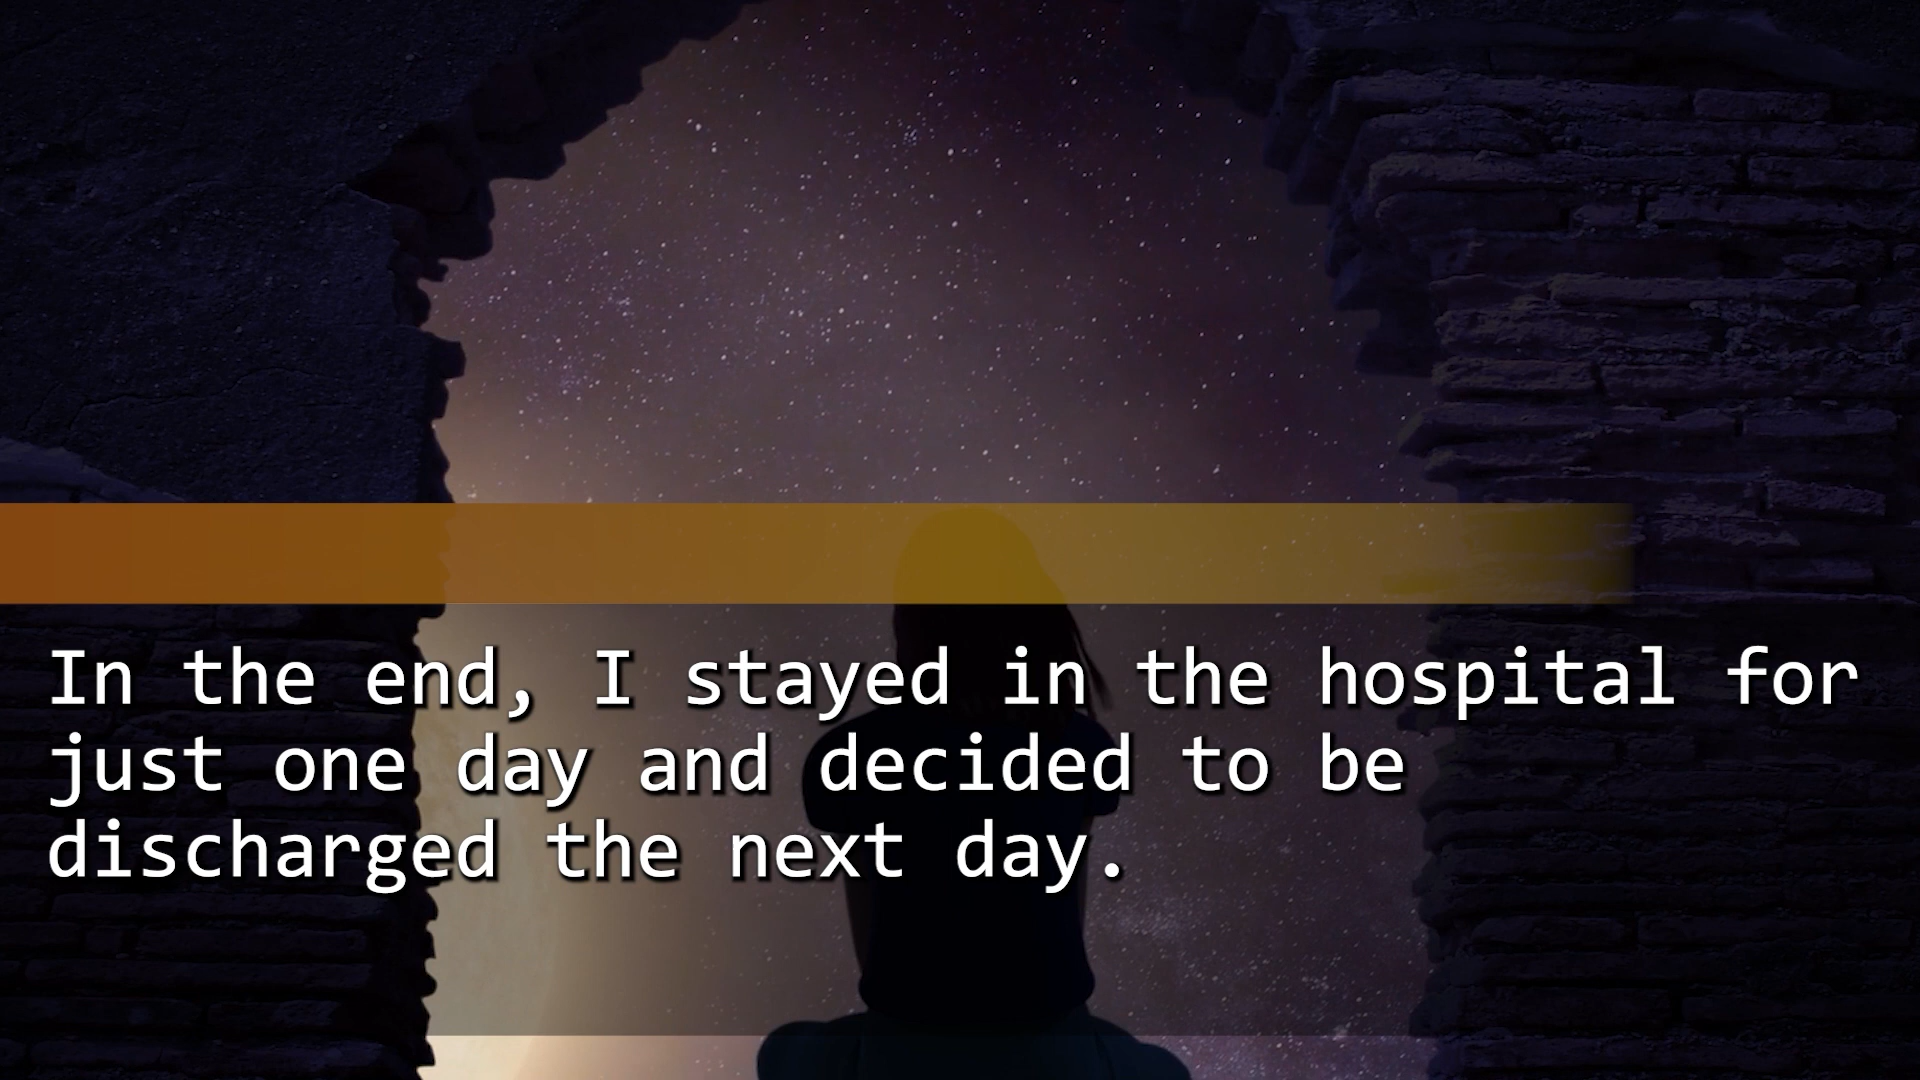 In the end, I stayed in the hospital for
just one day and decided to be
discharged the next day.